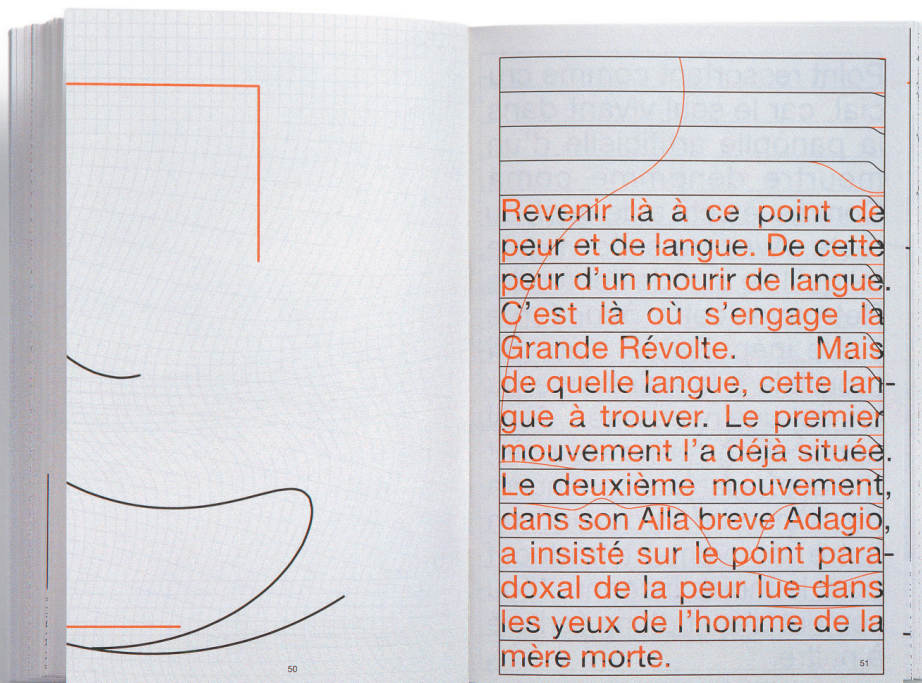 50
Revenir là à ce point de
peur et de langue. De cette
peur d’un mourir de langue.
C’est là où s’engage la
Grande Révolte. Mais
de quelle langue, cette lan-
gue à trouver. Le premier
mouvement l’a déjà située.
Le deuxième mouvement,
dans son Alla breve Adagio,
a insisté sur le point para-
doxal de la peur lue dans
les yeux de l’homme de la
mère morte.
51